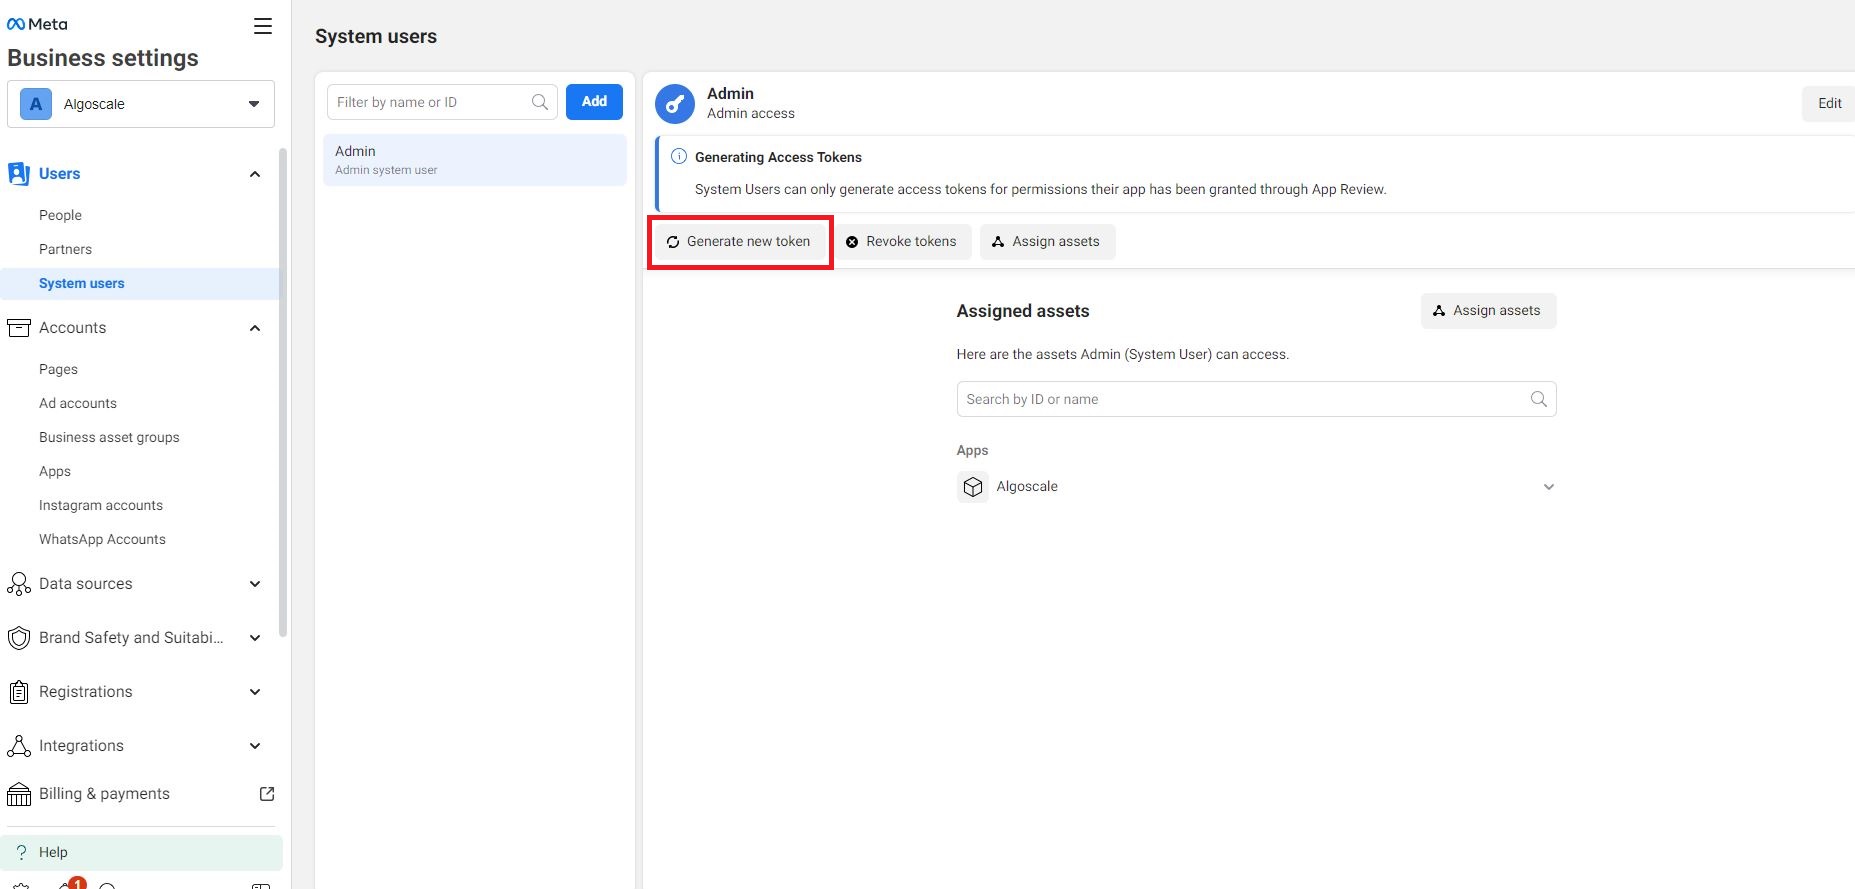 Meta
Business settings
A
Algoscale
Users
People
Partners
System users
Accounts
Pages
Ad accounts
Business asset groups
Apps
Instagram accounts
WhatsApp Accounts
Data sources
Brand Safety and Suitabi...
Registrations
Integrations
Billing & payments
? Help
1
System users
Filter by name or ID
Add
Admin
Admin system user
Admin
Admin access
Edit
Generating Access Tokens
System Users can only generate access tokens for permissions their app has been granted through App Review.
Generate new token
Revoke tokens
Assign assets
Assigned assets
Assign assets
Here are the assets Admin (System User) can access.
Search by ID or name
Apps
Algoscale